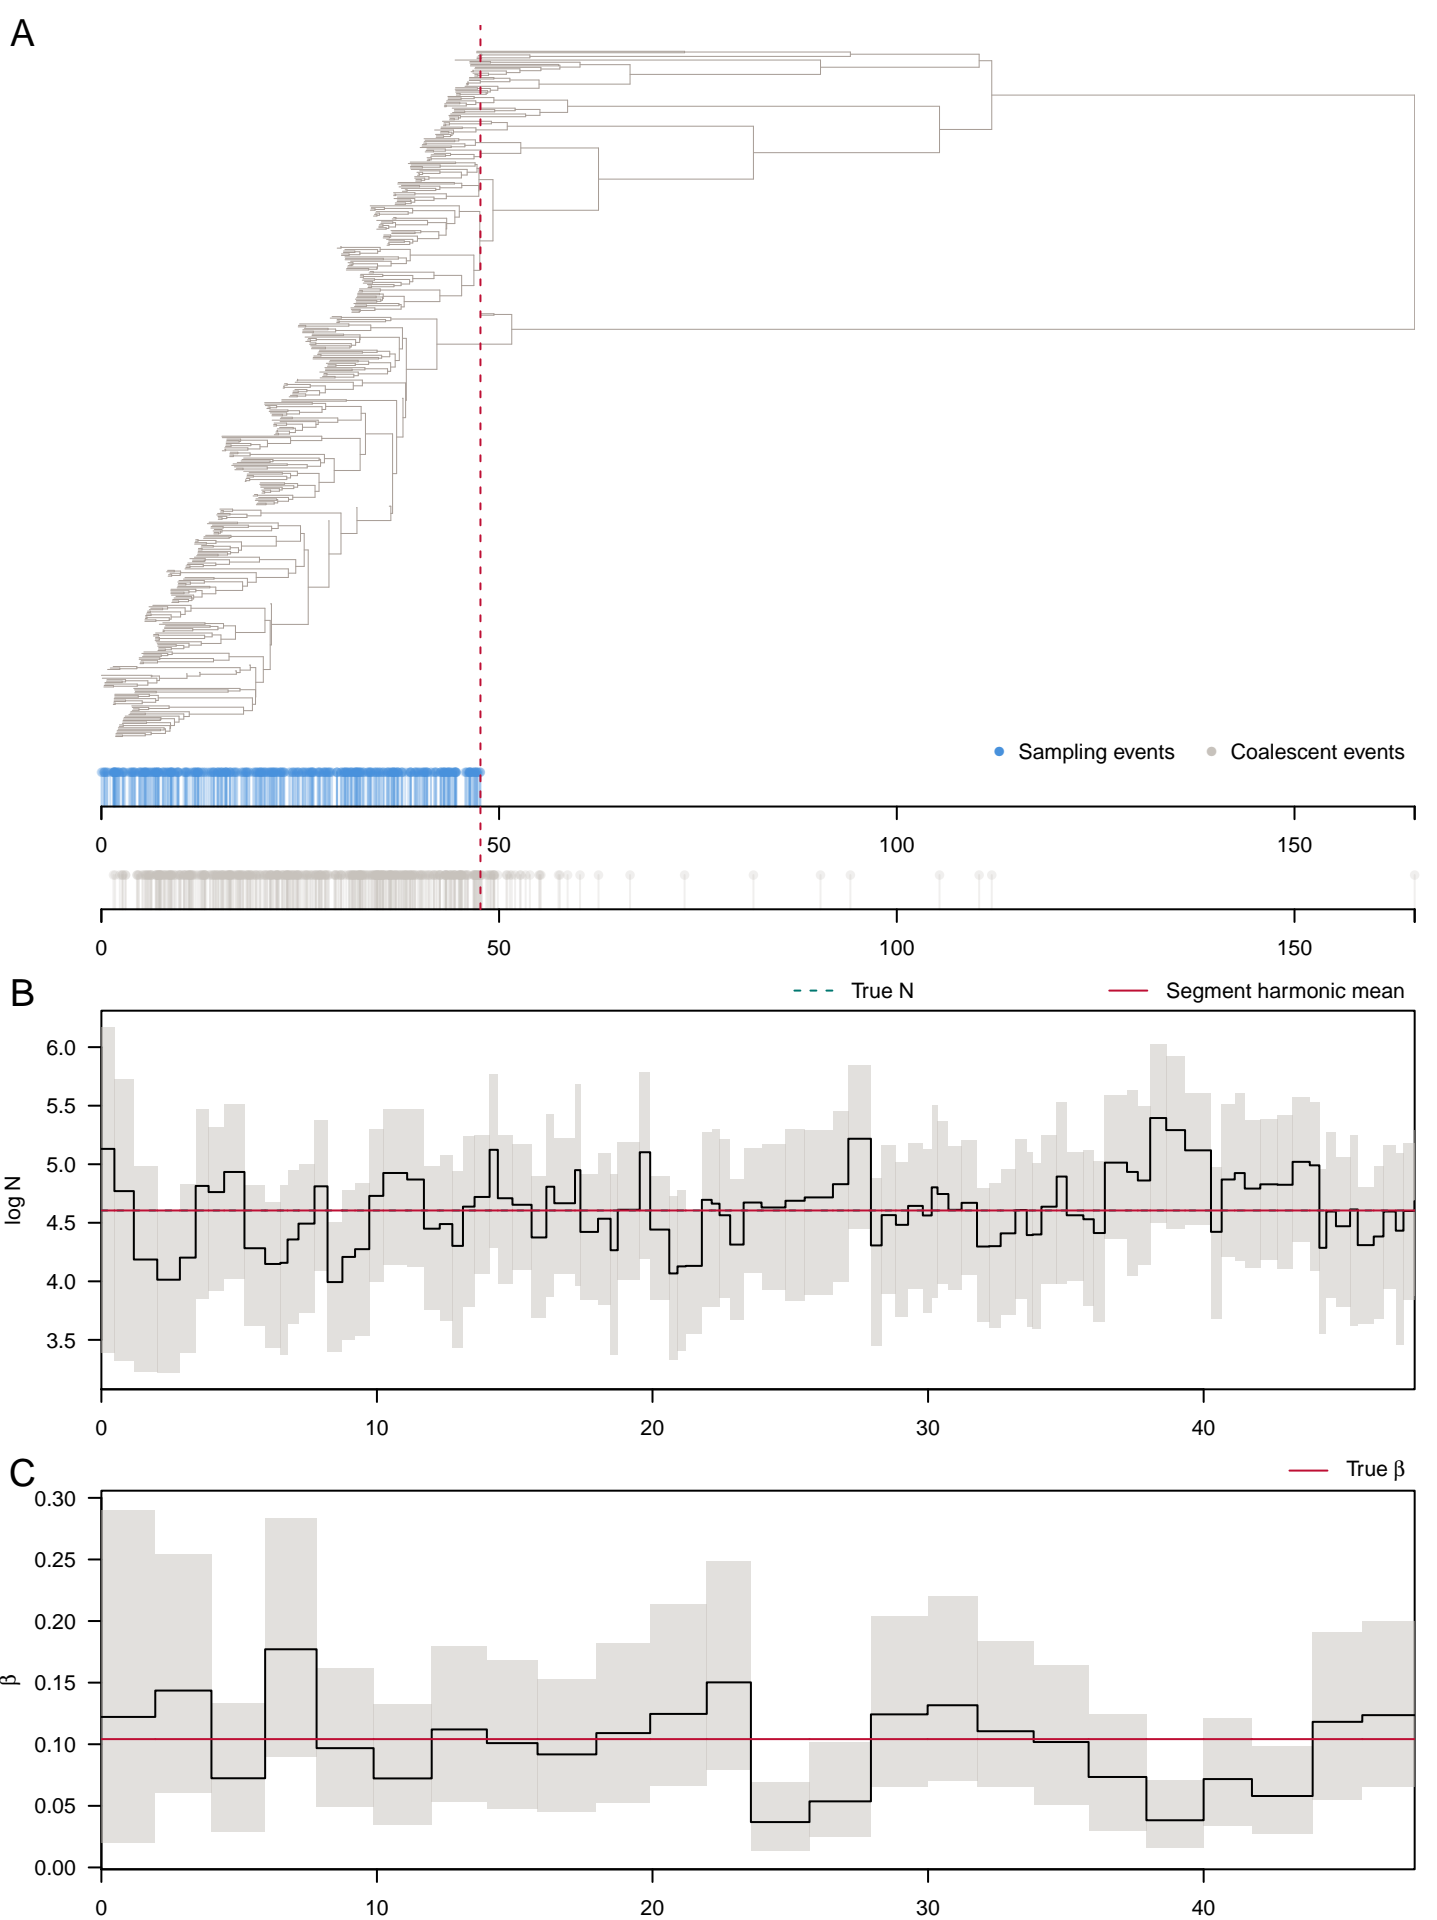 A
Sampling events
Coalescent events
0 50 100 150
0 50 100 150
B
True N
Segment harmonic mean
log N
6.0
5.5
5.0
4.5
4.0
3.5
0 10 20 30 40
C
True β
β
0.30
0.25
0.20
0.15
0.10
0.05
0.00
0 10 20 30 40